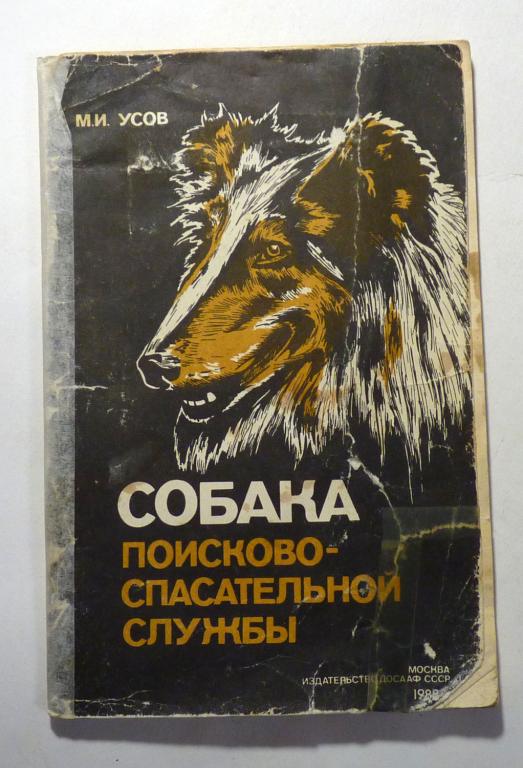 М.И. УСОВ
СОБАКА
ПОИСКОВО-
СПАСАТЕЛЬНОЙ
СЛУЖБЫ
МОСКВА
ИЗДАТЕЛЬСТВО ДОСААФ СССР